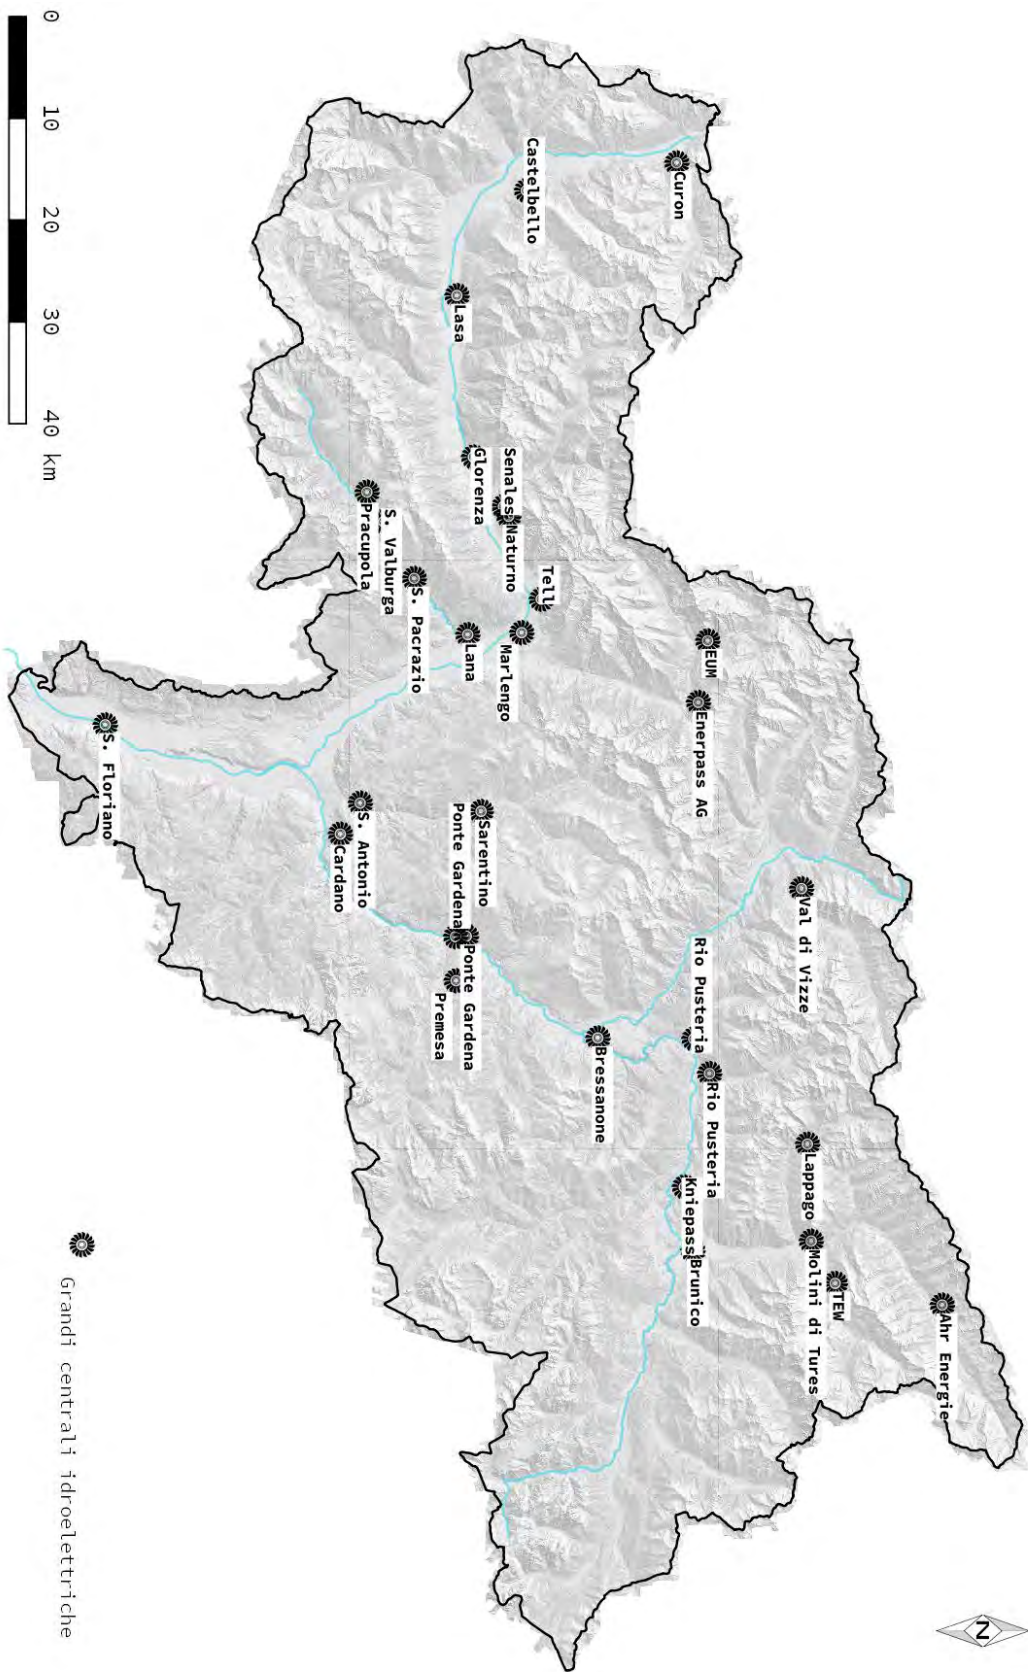 N
Ahr Energie
TEW
Molini di Tures
Lappago
Val di Vizze
EUM
Rio Pusteria
Enerpass AG
Rio Pusteria
Brunico
Kniepass
Curon
Bressanone
Tell
Castelbello
Naturno
Senales
Marlengo
Sarentino
Glorenza
Lana
Ponte Gardena
Lasa
Ponte Gardena
Premesa
S. Pacrazio
S. Valburga
Pracupola
S. Antonio
Cardano
S. Floriano
Grandi centrali idroelettriche
0 10 20 30 40 km